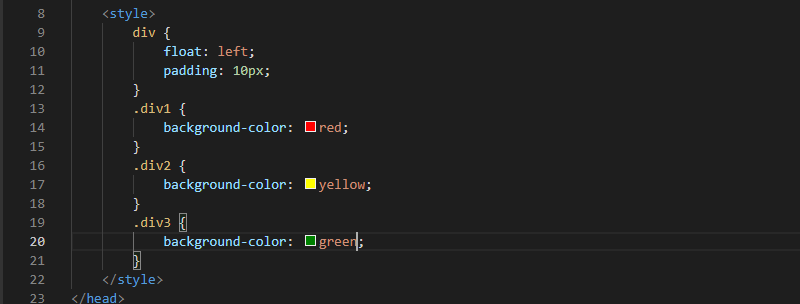 8 <style>
9 div {
10 float: left;
11 padding: 10px;
12 }
13 .div1 {
14 background-color: red;
15 }
16 .div2 {
17 background-color: yellow;
18 }
19 .div3 {
20 background-color: green;
21 }
22 </style>
23 </head>